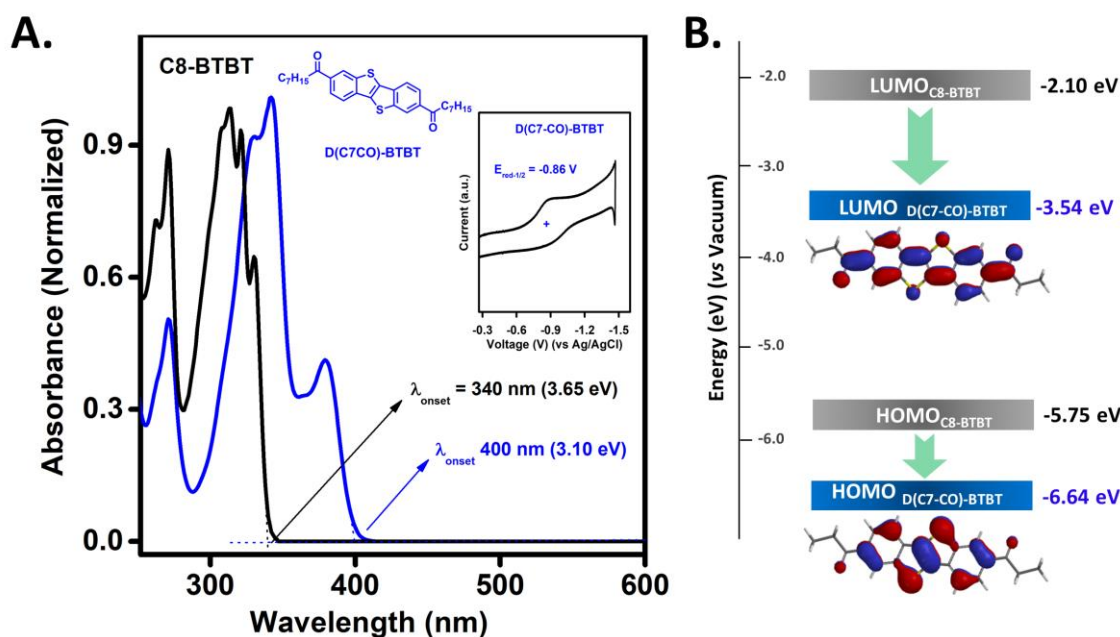 A.
C8-BTBT
O
C7H15
S
S
C7H15
O
D(C7CO)-BTBT
D(C7-CO)-BTBT
Ered-1/2 = -0.86 V
+
Current (a.u.)
-0.3 -0.6 -0.9 -1.2 -1.5
Voltage (V) (vs Ag/AgCl)
Absorbance (Normalized)
0.9
0.6
0.3
0.0
λonset = 340 nm (3.65 eV)
λonset 400 nm (3.10 eV)
300 400 500 600
Wavelength (nm)
B.
Energy (eV) (vs Vacuum)
-2.0
-3.0
-4.0
-5.0
-6.0
LUMOC8-BTBT -2.10 eV
LUMO D(C7-CO)-BTBT -3.54 eV
HOMOC8-BTBT -5.75 eV
HOMO D(C7-CO)-BTBT -6.64 eV